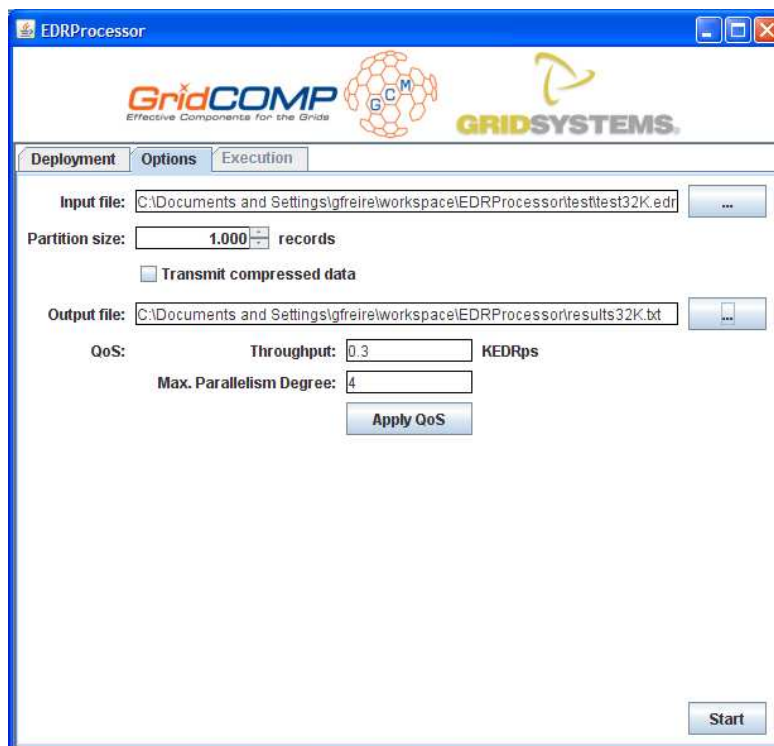 EDRProcessor
GridCOMP
Effective Components for the Grids
GCM
GRIDSYSTEMS.
Deployment Options Execution
Input file: C:\Documents and Settings\gfreire\workspace\EDRProcessor\test\test32K.edr ...
Partition size: 1.000 records
Transmit compressed data
Output file: C:\Documents and Settings\gfreire\workspace\EDRProcessor\results32K.txt ...
QoS: Throughput: 0.3 KEDRps
Max. Parallelism Degree: 4
Apply QoS
Start